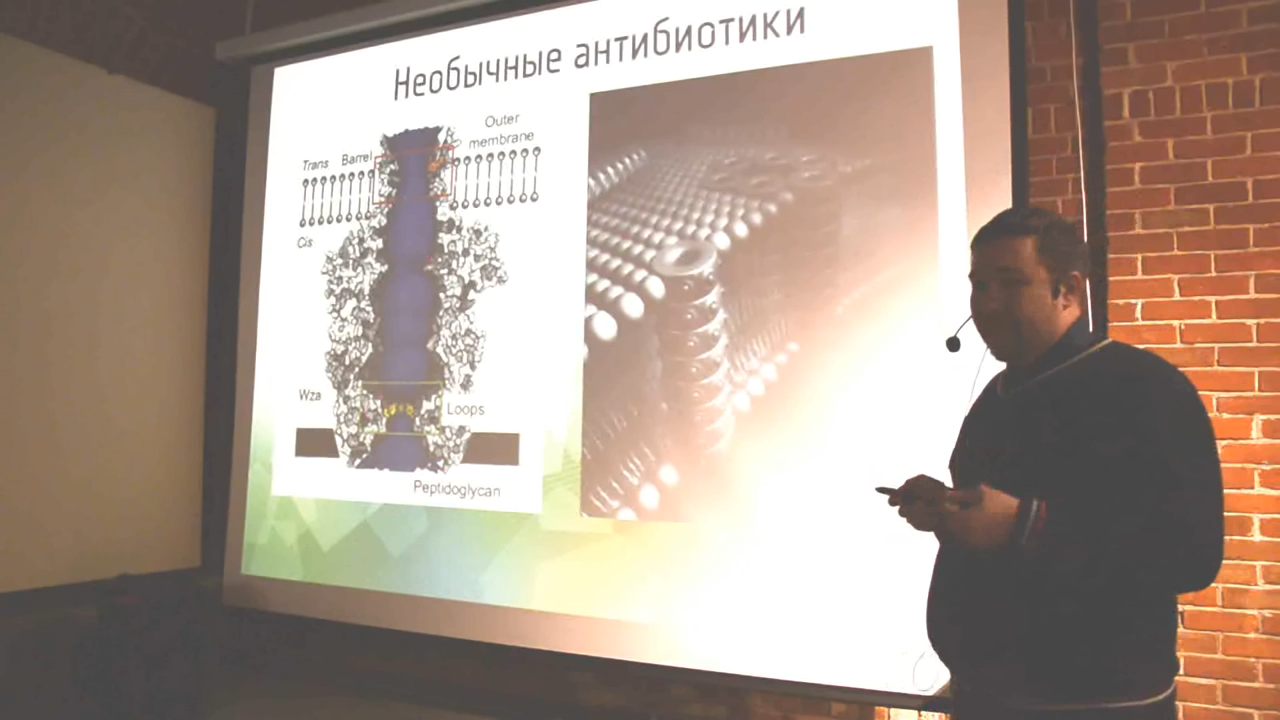 Необычные антибиотики
Outer
membrane
Trans Barrel
Cis
Wza
Loops
Peptidoglycan